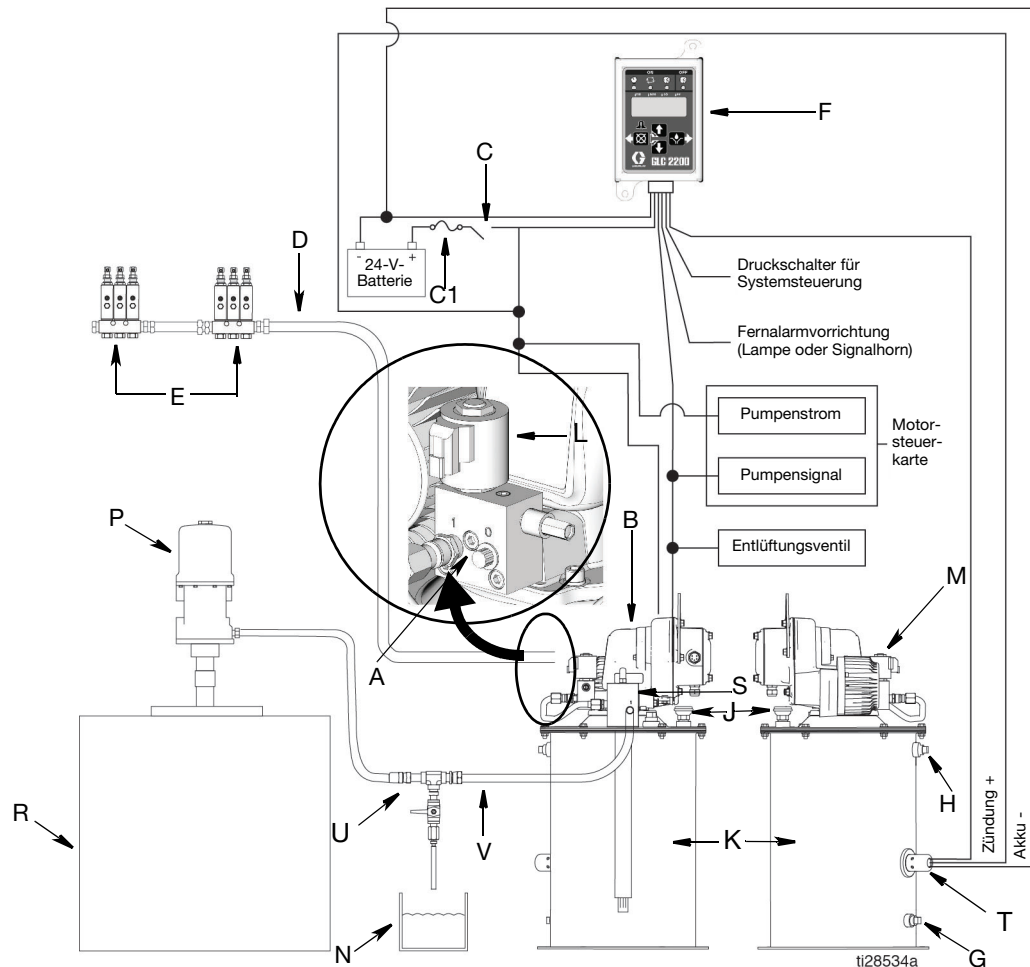 F
GLC 2200
ON
OFF
C
D
- +
24-V-
Batterie
C1
Druckschalter für
Systemsteuerung
Fernalarmvorrichtung
(Lampe oder Signalhorn)
E
L
Pumpenstrom
Motor-
steuer-
karte
Pumpensignal
1
0
P
B
Entlüftungsventil
M
A
S
J
H
R
U
V
K
Zündung +
Akku -
T
N
G
ti28534a